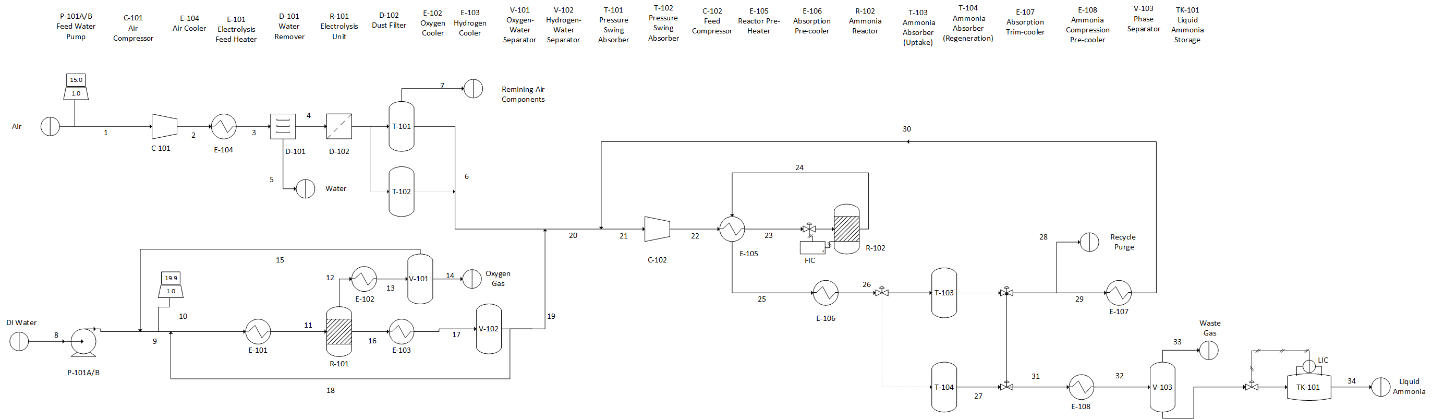 P-101A/B
Feed Water
Pump
C-101
Air
Compressor
E-104
Air Cooler
E-101
Electrolysis
Feed Heater
D-101
Water
Remover
R-101
Electrolysis
Unit
D-102
Dust Filter
E-102
Oxygen
Cooler
E-103
Hydrogen
Cooler
V-101
Oxygen-
Water
Separator
V-102
Hydrogen-
Water
Separator
T-101
Pressure
Swing
Absorber
T-102
Pressure
Swing
Absorber
C-102
Feed
Compressor
E-105
Reactor Pre-
Heater
E-106
Absorption
Pre-cooler
R-102
Ammonia
Reactor
T-103
Ammonia
Absorber
(Uptake)
T-104
Ammonia
Absorber
(Regeneration)
E-107
Absorption
Trim-cooler
E-108
Ammonia
Compression
Pre-cooler
V-103
Phase
Separator
TK-101
Liquid
Ammonia
Storage
15.0
1.0
Air
1
C-101
2
E-104
3
D-101
4
D-102
5
Water
T-101
7
Remining Air
Components
T-102
6
30
24
20
21
C-102
22
E-105
23
FIC
R-102
28
Recycle
Purge
15
19.9
1.0
12
E-102
13
V-101
14
Oxygen
Gas
25
E-106
26
T-103
29
E-107
DI Water
8
P-101A/B
9
10
E-101
11
R-101
16
E-103
17
V-102
19
18
T-104
27
31
E-108
32
V-103
33
Waste
Gas
LIC
TK-101
34
Liquid
Ammonia